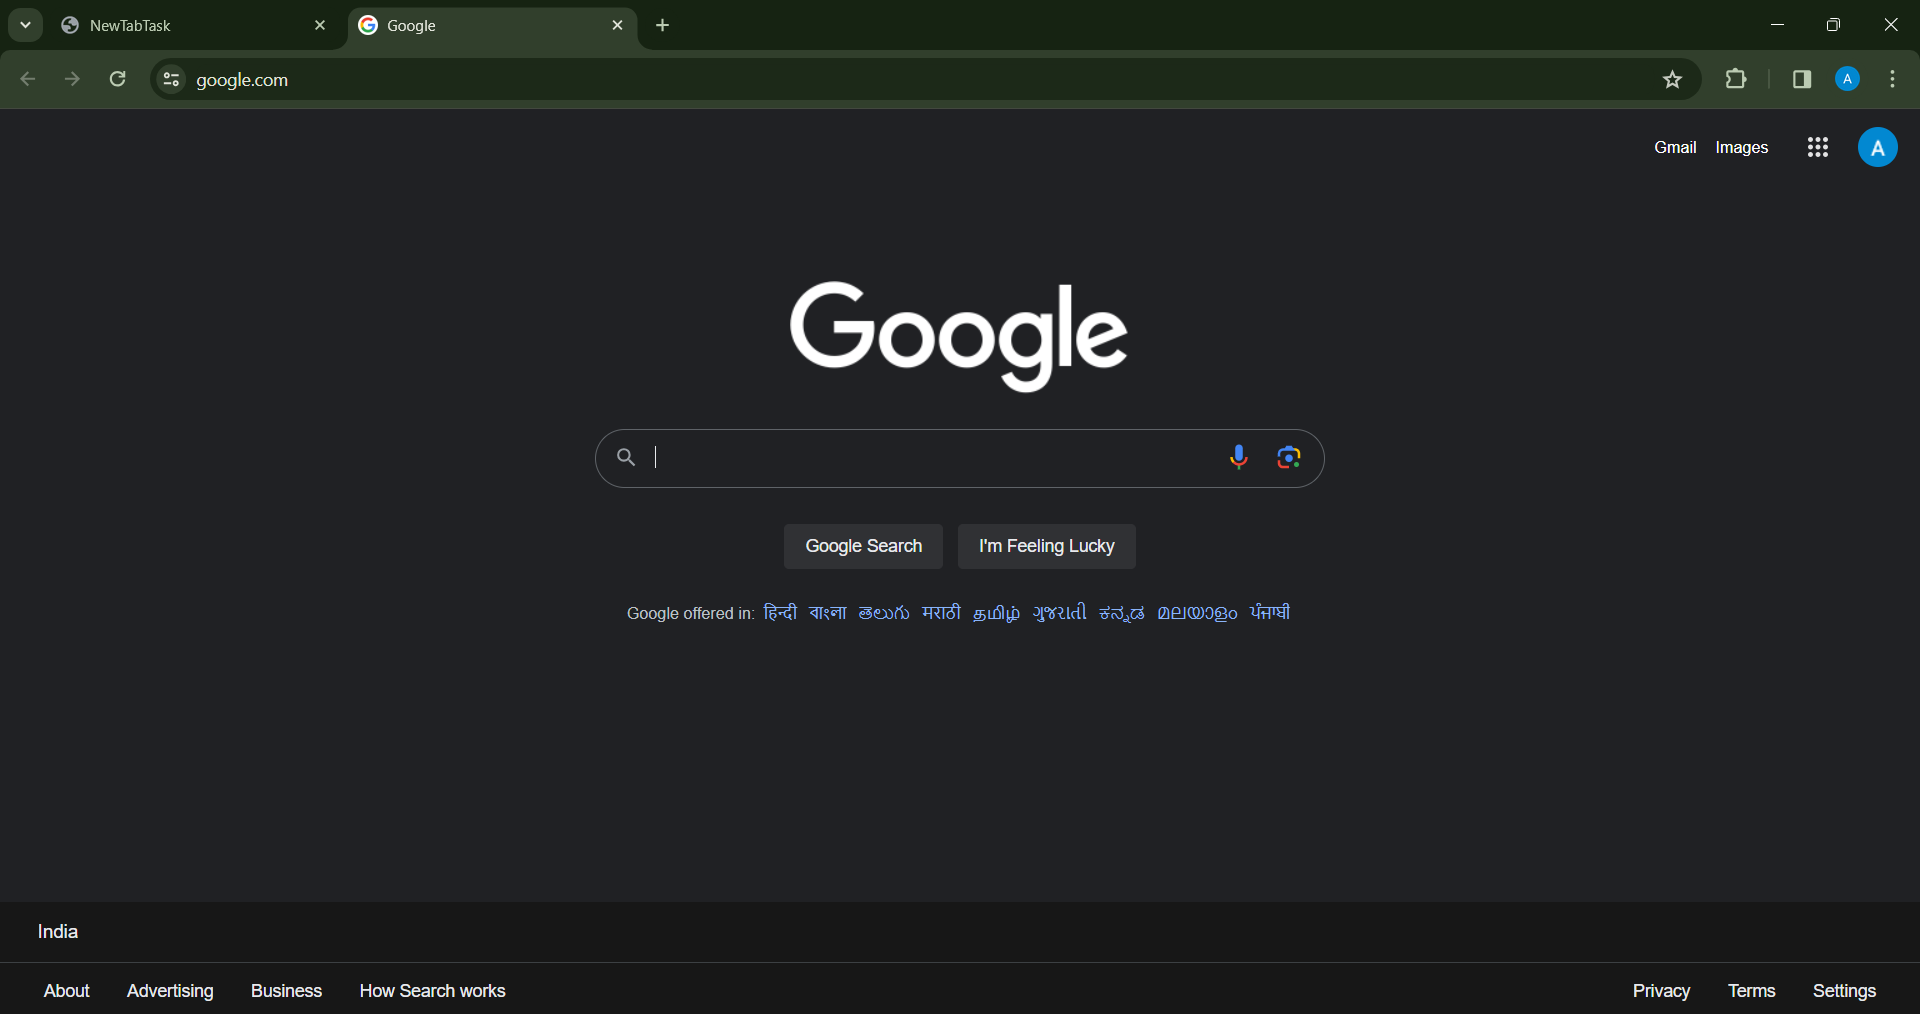 NewTabTask
Google
google.com
A
Gmail Images
A
Google
Google Search
I'm Feeling Lucky
Google offered in: हिन्दी বাংলা తెలుగు मराठी தமிழ் ગુજરાતી ಕನ್ನಡ മലയാളം ਪੰਜਾਬੀ
India
About Advertising Business How Search works
Privacy Terms Settings